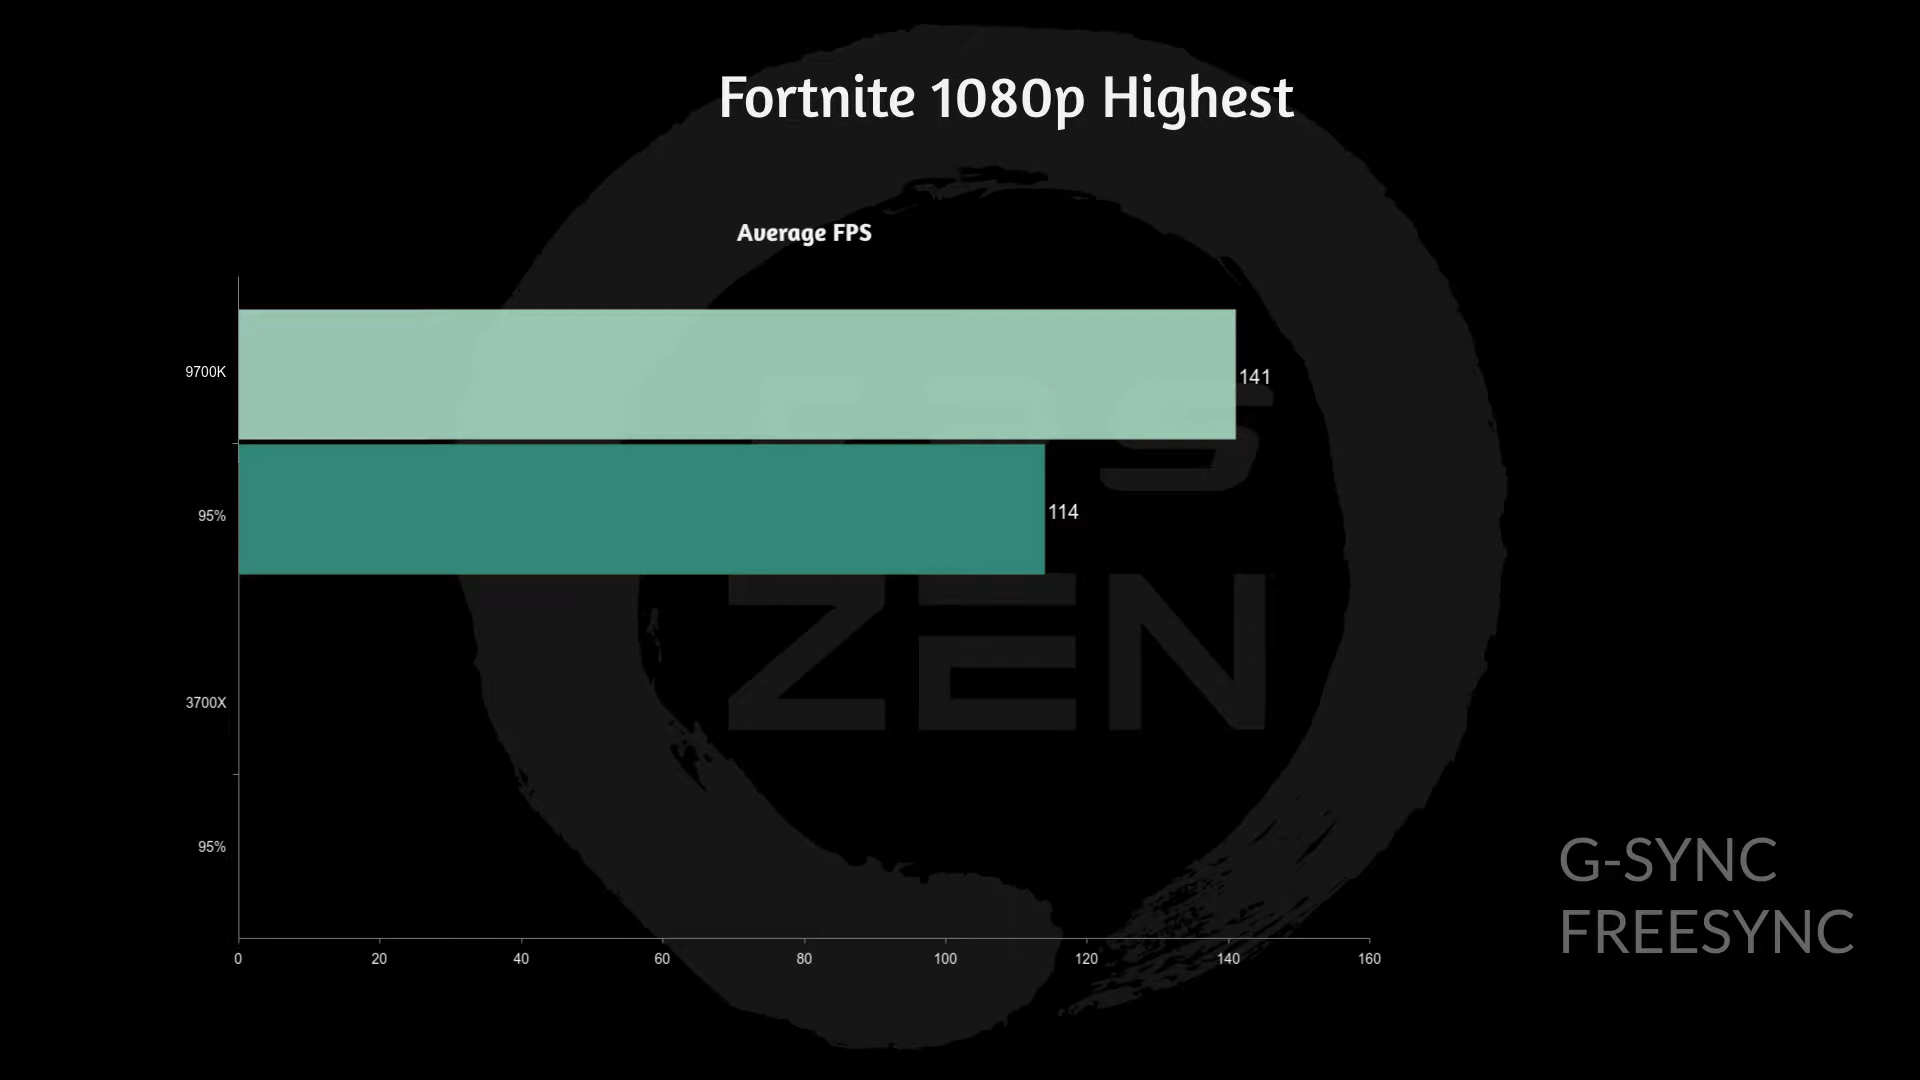 Fortnite 1080p Highest
Average FPS
9700K
141
95%
114
ZEN
3700X
95%
G-SYNC
FREESYNC
0 20 40 60 80 100 120 140 160